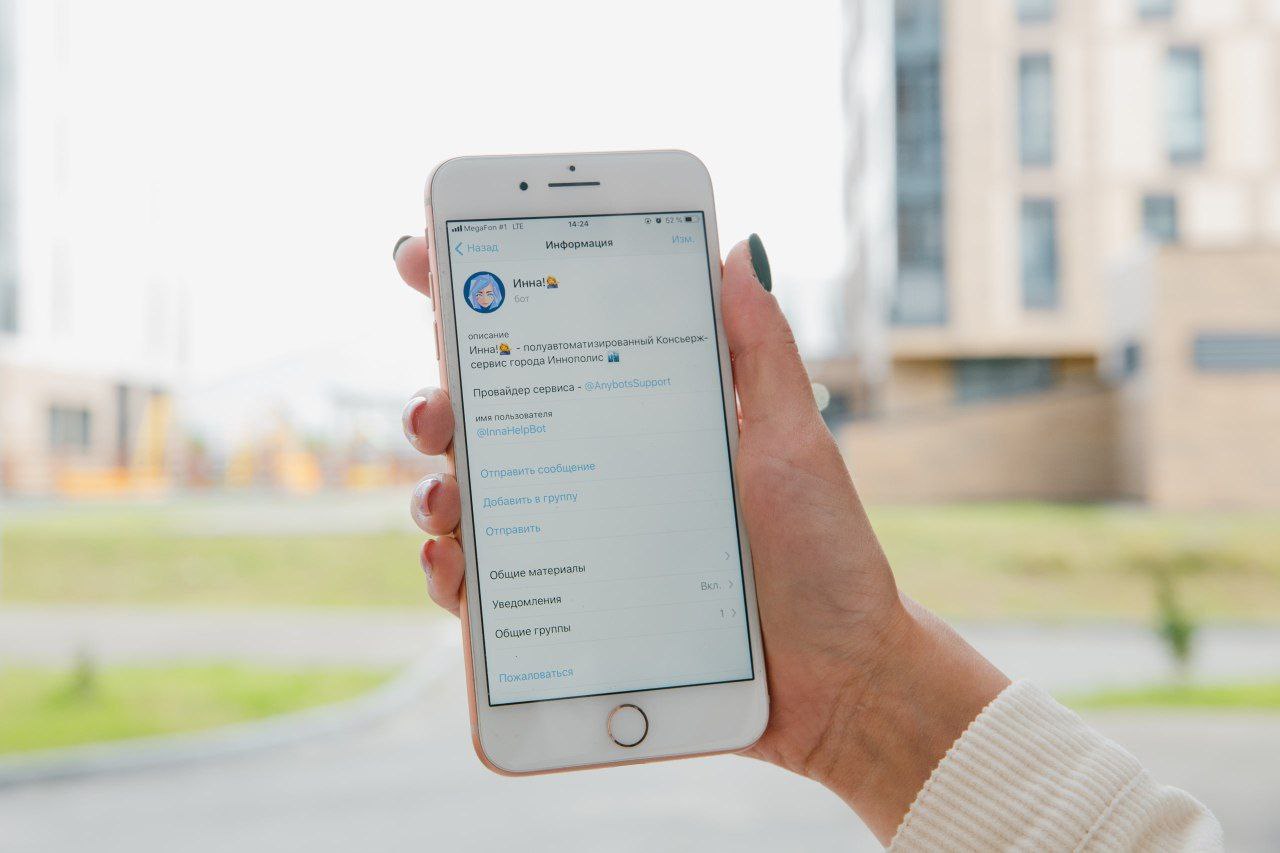 MegaFon #1 LTE 14:24 52 %
Назад Информация Изм.
Инна!🙋‍♀️
бот
описание
Инна!🙋‍♀️ - полуавтоматизированный Консьерж-
сервис города Иннополис 🏙
Провайдер сервиса - @AnybotsSupport
имя пользователя
@InnaHelpBot
Отправить сообщение
Добавить в группу
Отправить
Общие материалы
Уведомления Вкл.
Общие группы 1
Пожаловаться